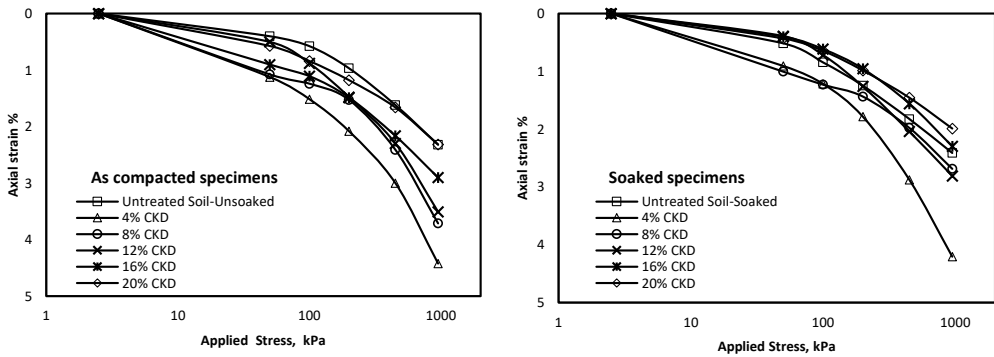 0
1
2
3
4
5
Axial strain %
As compacted specimens
Untreated Soil-Unsoaked
4% CKD
8% CKD
12% CKD
16% CKD
20% CKD
1 10 100 1000
Applied Stress, kPa
0
1
2
3
4
5
Axial strain %
Soaked specimens
Untreated Soil-Soaked
4% CKD
8% CKD
12% CKD
16% CKD
20% CKD
1 10 100 1000
Applied Stress, kPa